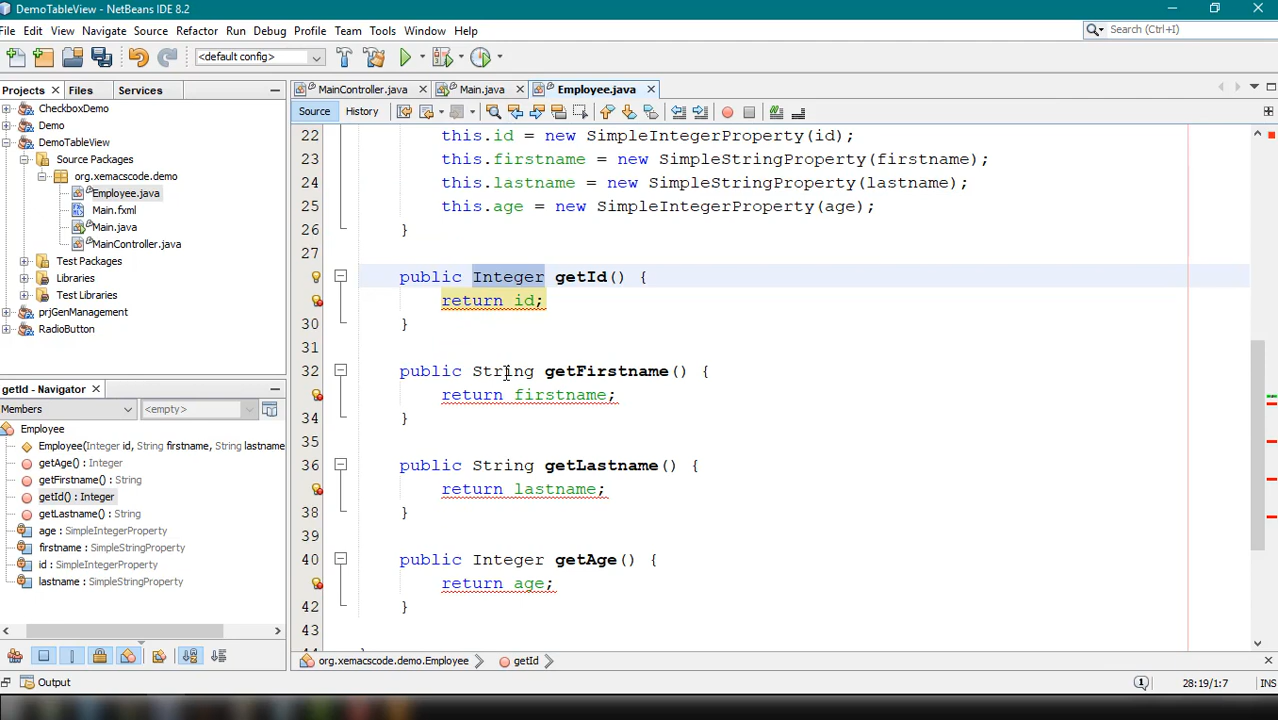 DemoTableView - NetBeans IDE 8.2
File Edit View Navigate Source Refactor Run Debug Profile Team Tools Window Help
Search (Ctrl+I)
<default config>
Projects Files Services
MainController.java Main.java Employee.java
Source History
CheckboxDemo
Demo
DemoTableView
Source Packages
org.xemacscode.demo
Employee.java
Main.fxml
Main.java
MainController.java
Test Packages
Libraries
Test Libraries
prjGenManagement
RadioButton
getId - Navigator
Members <empty>
Employee
Employee(Integer id, String firstname, String lastname
getAge() : Integer
getFirstname() : String
getId() : Integer
getLastname() : String
age : SimpleIntegerProperty
firstname : SimpleStringProperty
id : SimpleIntegerProperty
lastname : SimpleStringProperty
22 this.id = new SimpleIntegerProperty(id);
23 this.firstname = new SimpleStringProperty(firstname);
24 this.lastname = new SimpleStringProperty(lastname);
25 this.age = new SimpleIntegerProperty(age);
26 }
27
public Integer getId() {
return id;
30 }
31
32 public String getFirstname() {
return firstname;
34 }
35
36 public String getLastname() {
return lastname;
38 }
39
40 public Integer getAge() {
return age;
42 }
43
org.xemacscode.demo.Employee getId
Output
1 28:19/1:7 INS